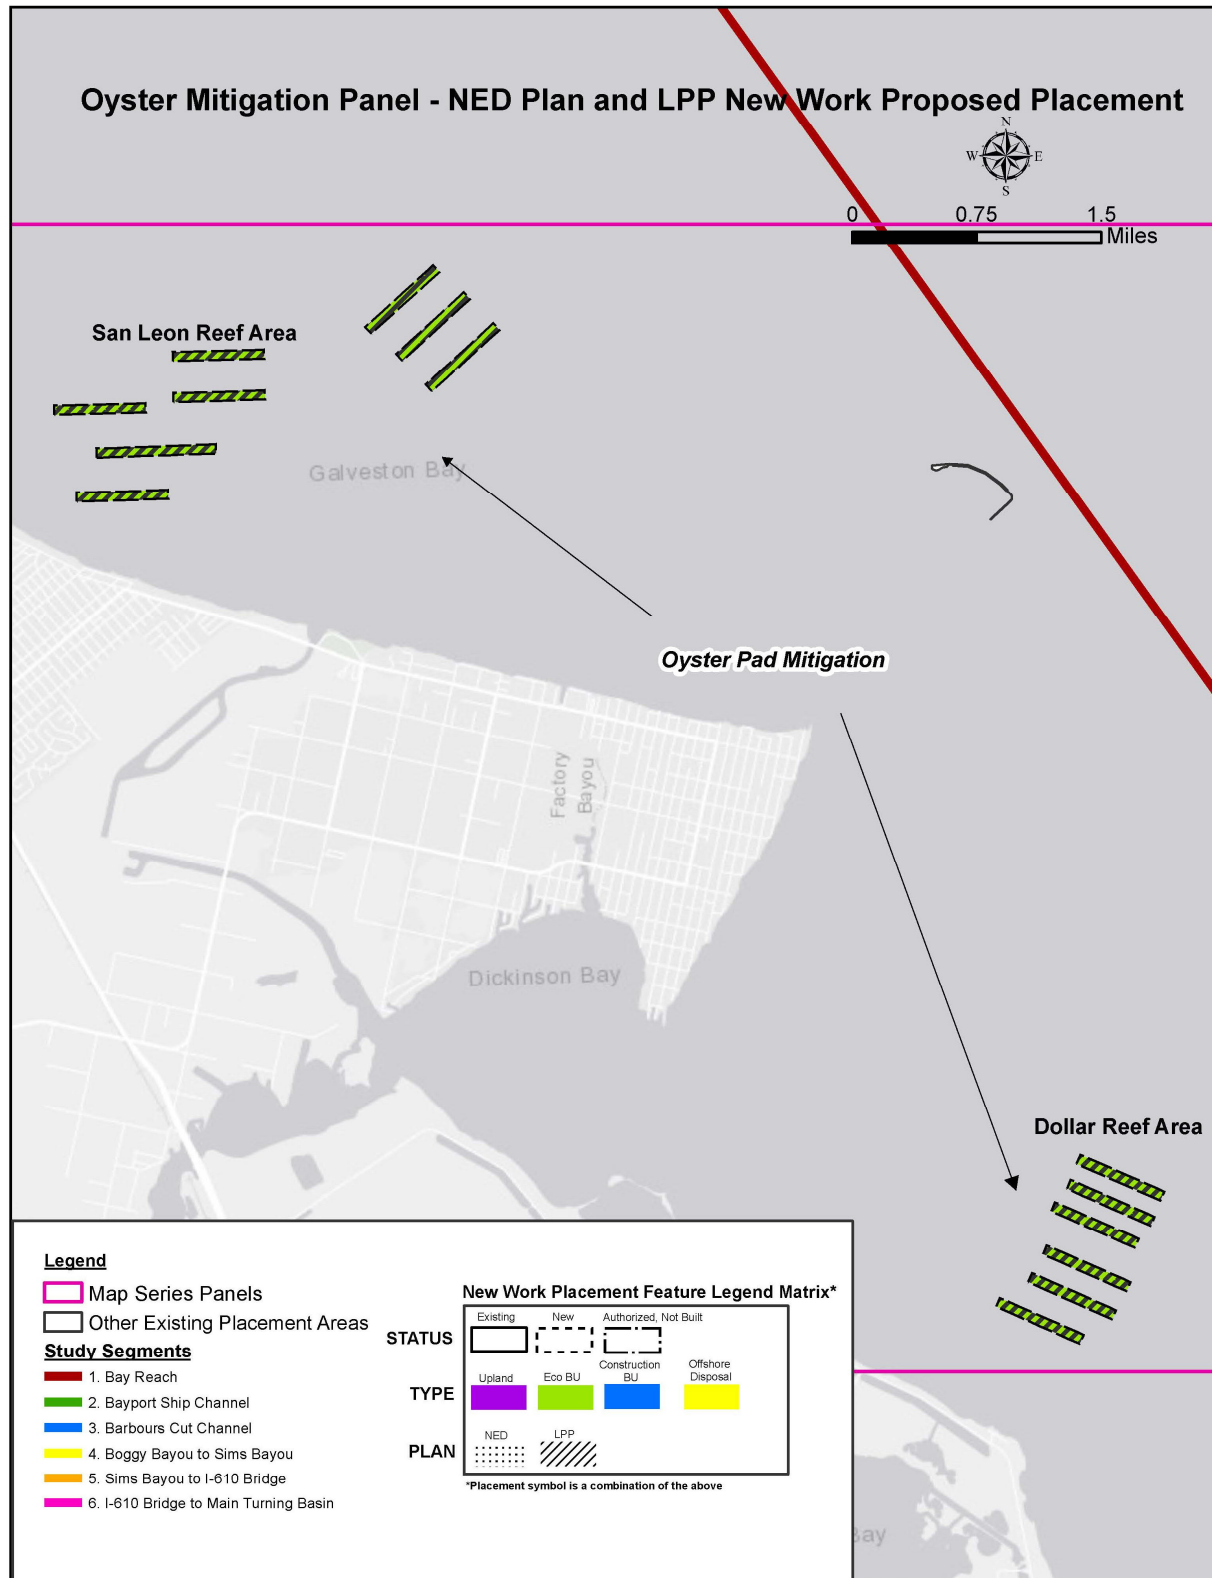 Oyster Mitigation Panel - NED Plan and LPP New Work Proposed Placement
N
W E
S
0 0.75 1.5
Miles
San Leon Reef Area
Galveston Bay
Oyster Pad Mitigation
Factory
Bayou
Dickinson Bay
Dollar Reef Area
Legend
Map Series Panels
Other Existing Placement Areas
Study Segments
1. Bay Reach
2. Bayport Ship Channel
3. Barbours Cut Channel
4. Boggy Bayou to Sims Bayou
5. Sims Bayou to I-610 Bridge
6. I-610 Bridge to Main Turning Basin
New Work Placement Feature Legend Matrix*
STATUS
Existing New Authorized, Not Built
TYPE
Upland Eco BU Construction BU Offshore Disposal
PLAN
NED LPP
*Placement symbol is a combination of the above
Bay